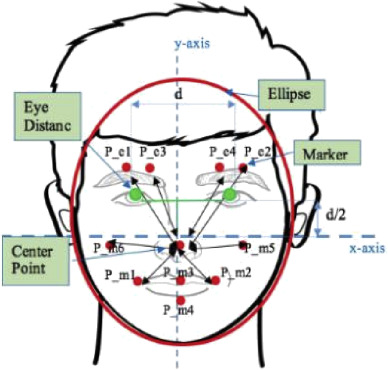 y-axis
Ellipse
d
Eye
Distanc
P_e1
P_e3
P_e4
P_e2
Marker
d/2
x-axis
Center
Point
P_m6
P_m5
P_m1
P_m3
P_m2
P_m4